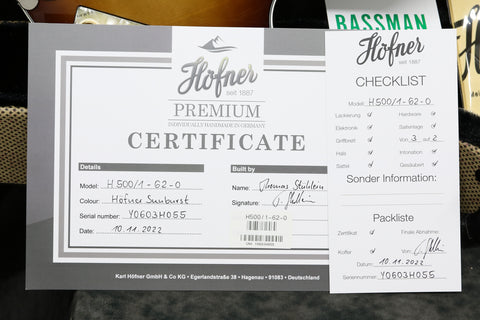 BASSMAN
Höfner
seit 1887
PREMIUM
INDIVIDUALLY HANDMADE IN GERMANY
CERTIFICATE
Details
Model: H500/1-62-0
Colour: Höfner Sunburst
Serial number: Y0603H055
Date: 10.11.2022
Built by
Name: Thomas
Signature:
H500/1-62-0
Karl Höfner GmbH & Co KG • Egerlandstraße 38 • Hagenau • 91083 • Deutschland
Höfner
seit 1887
CHECKLIST
Model: H500/1-62-0
Lackierung Hardware
Elektronik Saitenlage
Griffbrett Von 3 aus 2
Hals Intonation
Sattel Gesäubert
Sonder Information:
Packliste
Zertifikat Finale Abnahme:
Koffer Von:
Datum: 10.11.2022
Seriennummer: Y0603H055